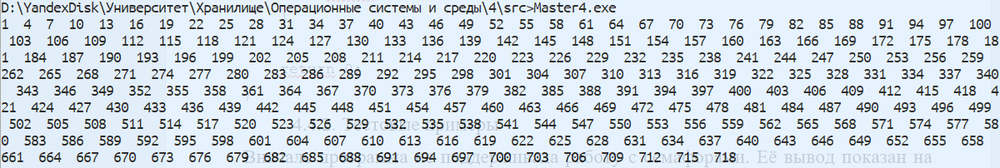 D:\YandexDisk\Университет\Хранилище\Операционные системы и среды\4\src>Master4.exe
1 4 7 10 13 16 19 22 25 28 31 34 37 40 43 46 49 52 55 58 61 64 67 70 73 76 79 82 85 88 91 94 97 100
103 106 109 112 115 118 121 124 127 130 133 136 139 142 145 148 151 154 157 160 163 166 169 172 175 178 18
1 184 187 190 193 196 199 202 205 208 211 214 217 220 223 226 229 232 235 238 241 244 247 250 253 256 259
262 265 268 271 274 277 280 283 286 289 292 295 298 301 304 307 310 313 316 319 322 325 328 331 334 337 340
343 346 349 352 355 358 361 364 367 370 373 376 379 382 385 388 391 394 397 400 403 406 409 412 415 418 4
21 424 427 430 433 436 439 442 445 448 451 454 457 460 463 466 469 472 475 478 481 484 487 490 493 496 499
502 505 508 511 514 517 520 523 526 529 532 535 538 541 544 547 550 553 556 559 562 565 568 571 574 577 58
0 583 586 589 592 595 598 601 604 607 610 613 616 619 622 625 628 631 634 637 640 643 646 649 652 655 658
661 664 667 670 673 676 679 682 685 688 691 694 697 700 703 706 709 712 715 718
return 0;
Тестовые примеры
Её вывод показан на